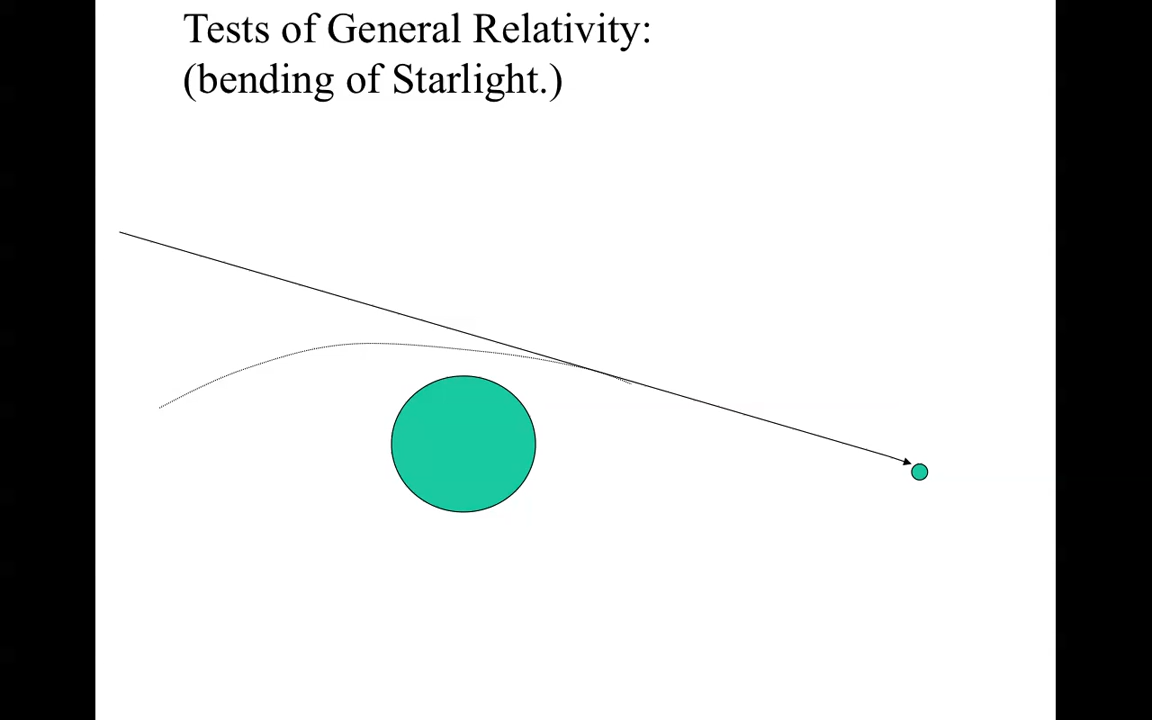 Tests of General Relativity:
(bending of Starlight.)